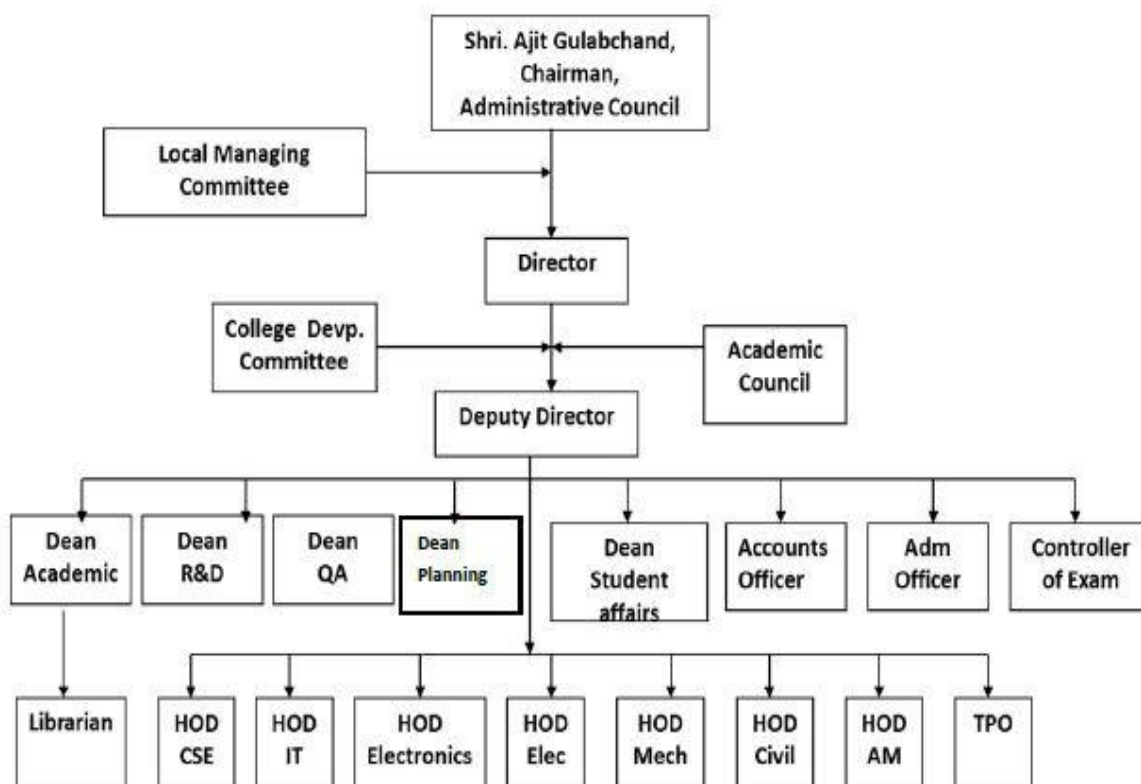 Shri. Ajit Gulabchand,
Chairman,
Administrative Council
Local Managing
Committee
Director
College Devp.
Committee
Academic
Council
Deputy Director
Dean
Academic
Dean
R&D
Dean
QA
Dean
Planning
Dean
Student
affairs
Accounts
Officer
Adm
Officer
Controller
of Exam
Librarian
HOD
CSE
HOD
IT
HOD
Electronics
HOD
Elec
HOD
Mech
HOD
Civil
HOD
AM
TPO